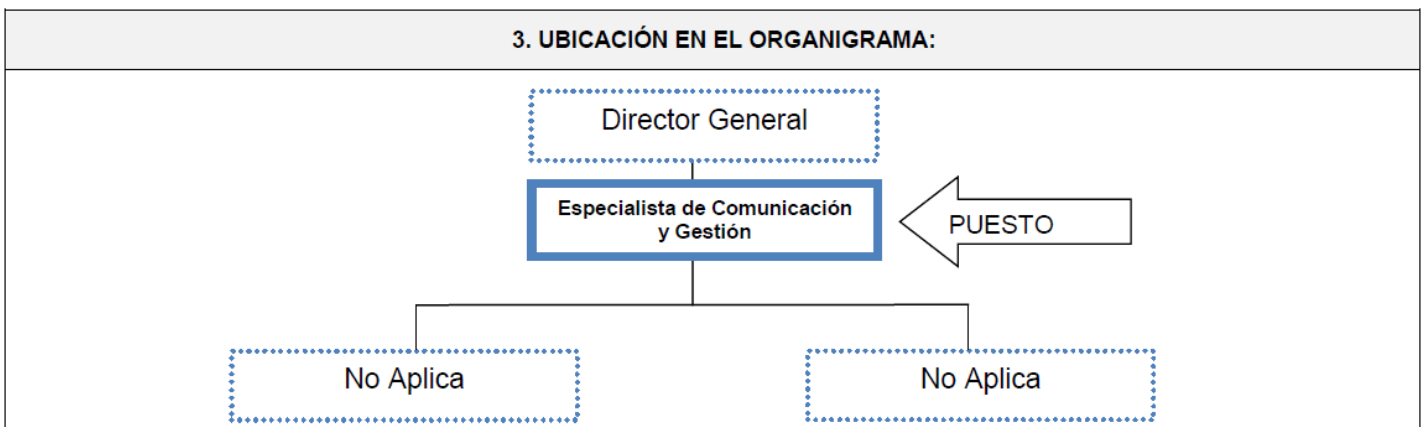 3. UBICACIÓN EN EL ORGANIGRAMA:
Director General
Especialista de Comunicación
y Gestión
PUESTO
No Aplica
No Aplica